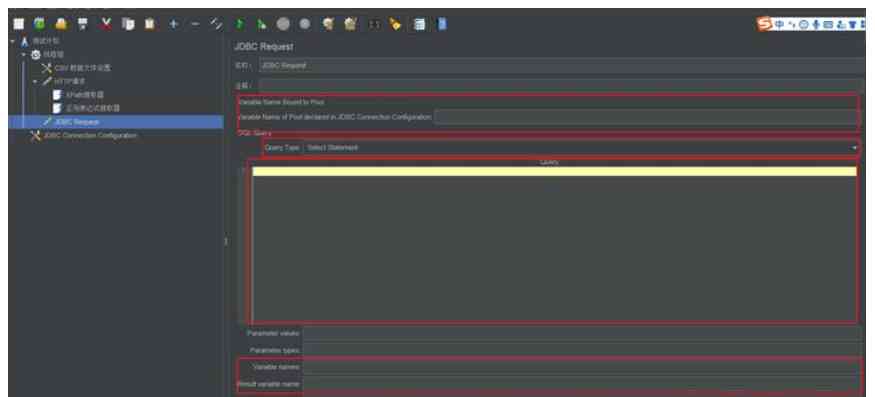 中
测试计划
线程组
CSV 数据文件设置
HTTP请求
XPath提取器
正则表达式提取器
JDBC Request
JDBC Connection Configuration
JDBC Request
名称： JDBC Request
注释：
Variable Name Bound to Pool
Variable Name of Pool declared in JDBC Connection Configuration:
SQL Query
Query Type: Select Statement
Query:
Parameter values:
Parameter types:
Variable names:
Result variable name: